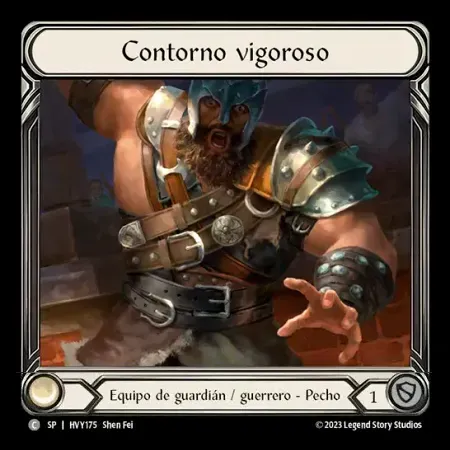 Contorno vigoroso
Equipo de guardián / guerrero - Pecho
1
C SP | HVY175 Shen Fei
© 2023 Legend Story Studios